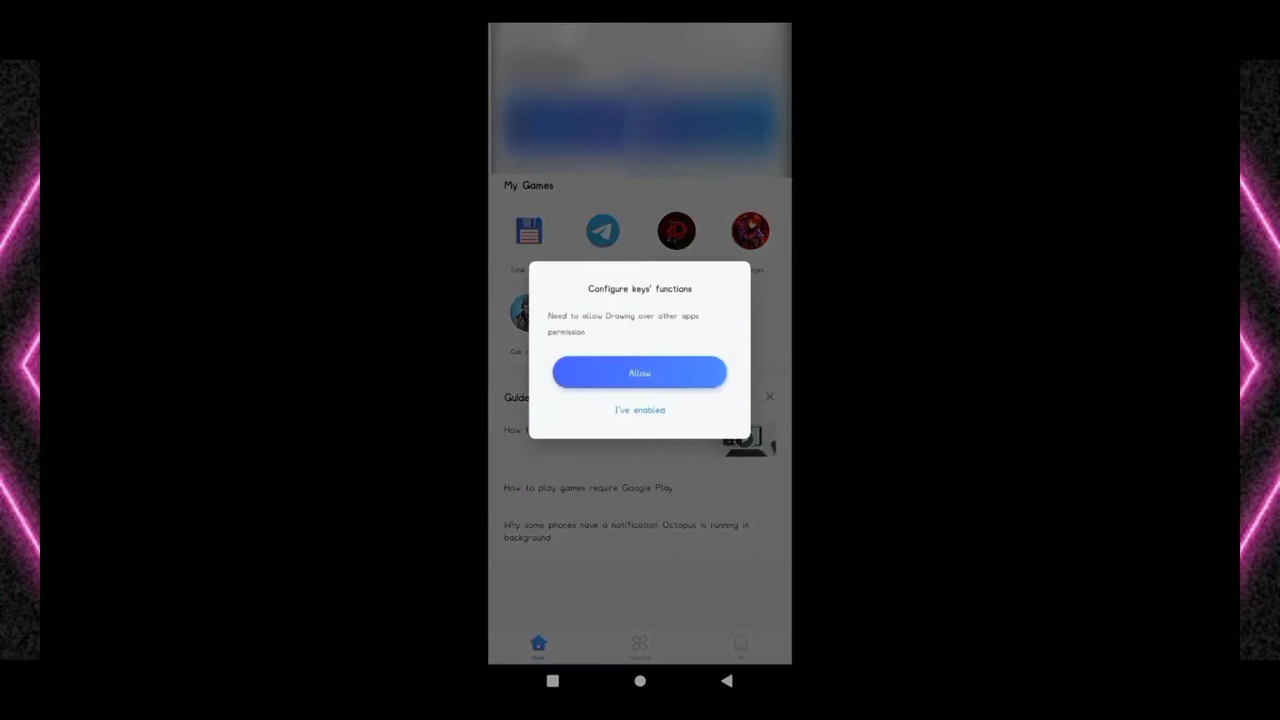 My Games
Configure keys' functions
Need to allow Drawing over other apps
permission
Allow
I've enabled
Guide
How t
How to play games require Google Play
Why some phones have a notification Octopus is running in
background